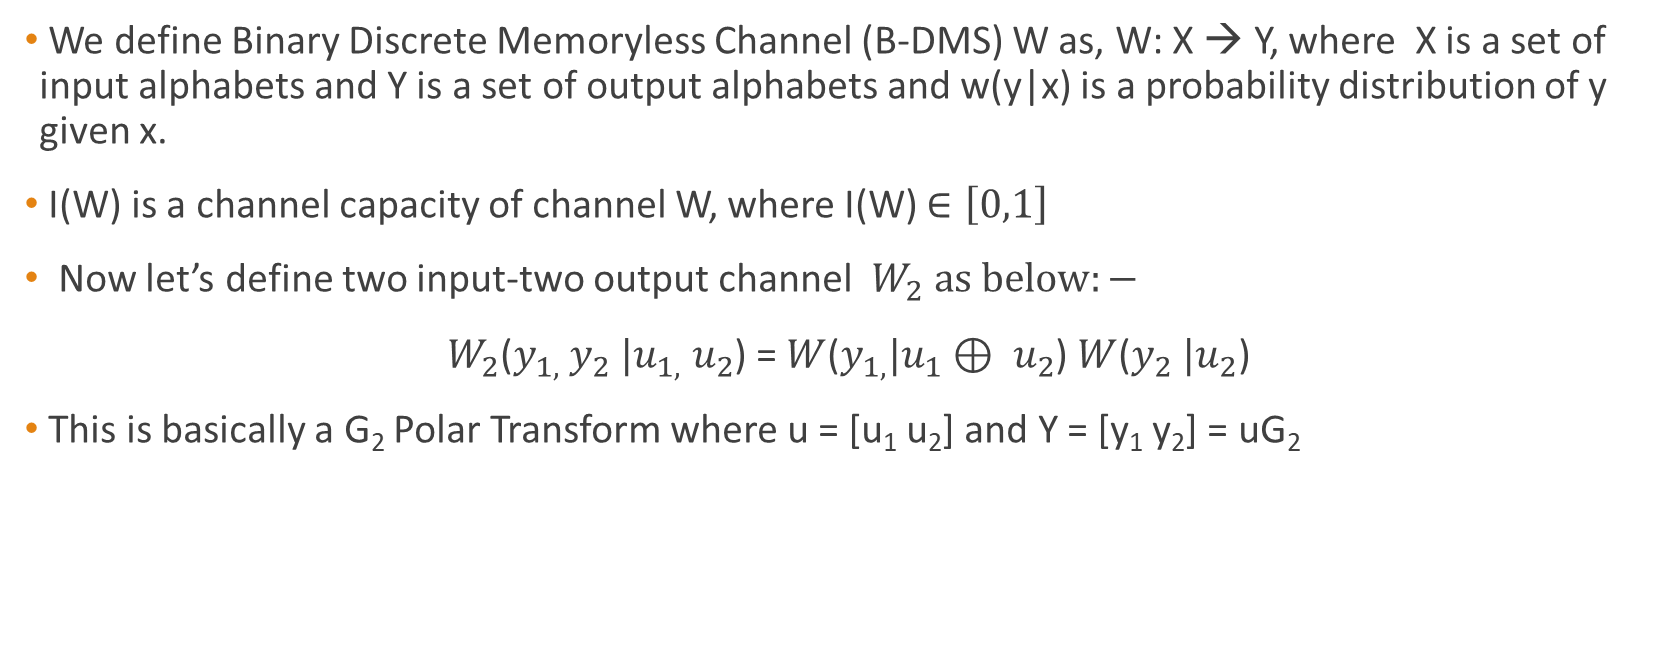 • We define Binary Discrete Memoryless Channel (B-DMS) W as, W: X → Y, where X is a set of
input alphabets and Y is a set of output alphabets and w(y|x) is a probability distribution of y
given x.
• I(W) is a channel capacity of channel W, where I(W) ∈ [0,1]
• Now let’s define two input-two output channel W₂ as below: −
W₂(y₁, y₂ |u₁, u₂) = W(y₁,|u₁ ⊕ u₂) W(y₂ |u₂)
• This is basically a G₂ Polar Transform where u = [u₁ u₂] and Y = [y₁ y₂] = uG₂